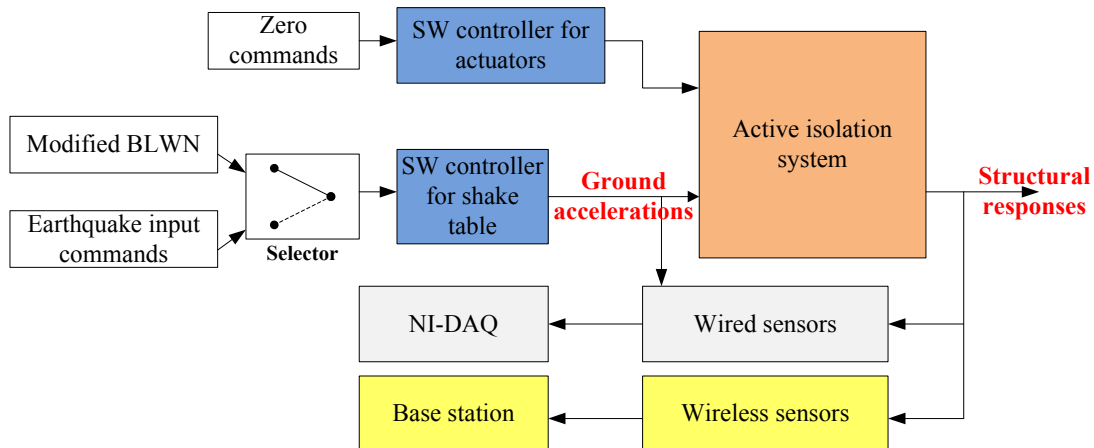 Zero
commands
SW controller for
actuators
Active isolation
system
Modified BLWN
Earthquake input
commands
Selector
SW controller
for shake
table
Ground
accelerations
Structural
responses
NI-DAQ
Wired sensors
Base station
Wireless sensors